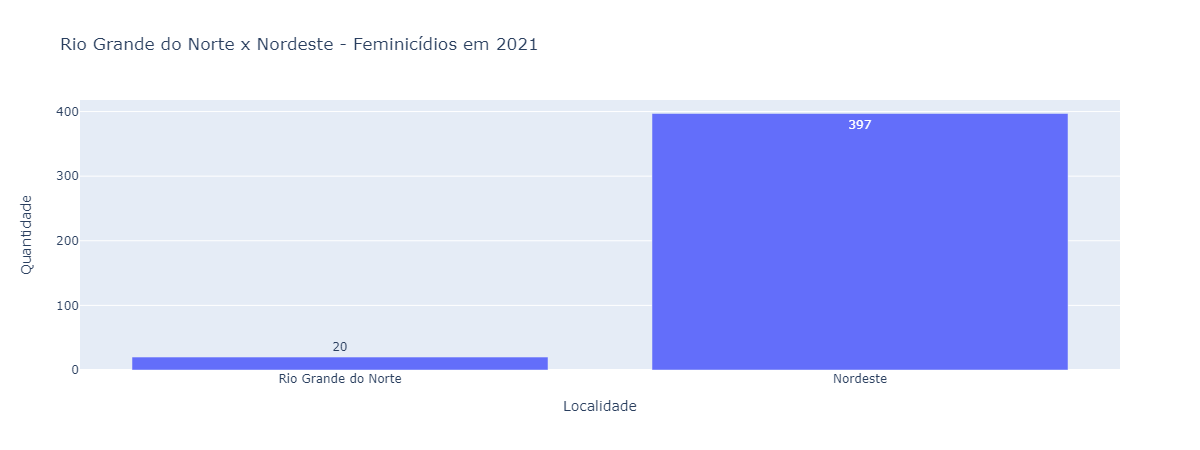 Rio Grande do Norte x Nordeste - Feminicídios em 2021
Quantidade
400
300
200
100
0
397
20
Rio Grande do Norte
Nordeste
Localidade